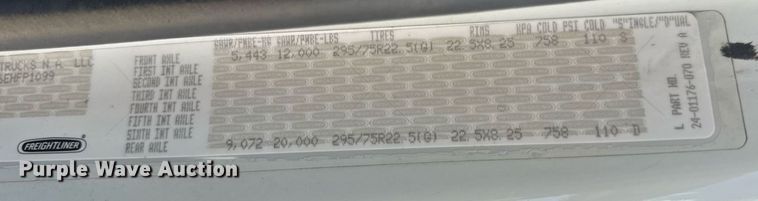 GAWR/PNBE-KG GAWR/PNBE-LBS TIRES RIMS KPA COLD PSI COLD "S"INGLE/"D"UAL
FRONT AXLE 5,443 12,000 295/75R22.5(G) 22.5X8.25 758 110 S
FIRST INT AXLE
SECOND INT AXLE
THIRD INT AXLE
FOURTH INT AXLE
FIFTH INT AXLE
SIXTH INT AXLE
REAR AXLE 9,072 20,000 295/75R22.5(G) 22.5X8.25 758 110 D
TRUCKS N.A. LLC
SEHFP1099
FREIGHTLINER
L PART NO.
24-01176-070 REV A
Purple Wave Auction